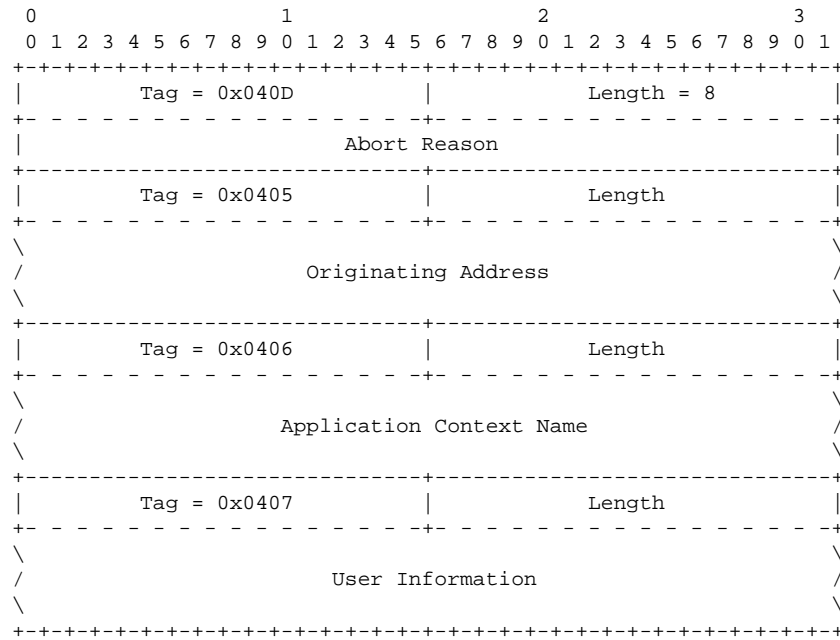 0                   1                   2                   3
 0 1 2 3 4 5 6 7 8 9 0 1 2 3 4 5 6 7 8 9 0 1 2 3 4 5 6 7 8 9 0 1
+-+-+-+-+-+-+-+-+-+-+-+-+-+-+-+-+-+-+-+-+-+-+-+-+-+-+-+-+-+-+-+-+
|         Tag = 0x040D          |            Length = 8         |
+- - - - - - - - - - - - - - - -+- - - - - - - - - - - - - - - -+
|                         Abort Reason                          |
+-------------------------------+-------------------------------+
|         Tag = 0x0405          |            Length             |
+- - - - - - - - - - - - - - - -+- - - - - - - - - - - - - - - -+
\                                                               \
/                      Originating Address                      /
\                                                               \
+-------------------------------+-------------------------------+
|         Tag = 0x0406          |            Length             |
+- - - - - - - - - - - - - - - -+- - - - - - - - - - - - - - - -+
\                                                               \
/                    Application Context Name                   /
\                                                               \
+-------------------------------+-------------------------------+
|         Tag = 0x0407          |            Length             |
+- - - - - - - - - - - - - - - -+- - - - - - - - - - - - - - - -+
\                                                               \
/                        User Information                       /
\                                                               \
+-+-+-+-+-+-+-+-+-+-+-+-+-+-+-+-+-+-+-+-+-+-+-+-+-+-+-+-+-+-+-+-+